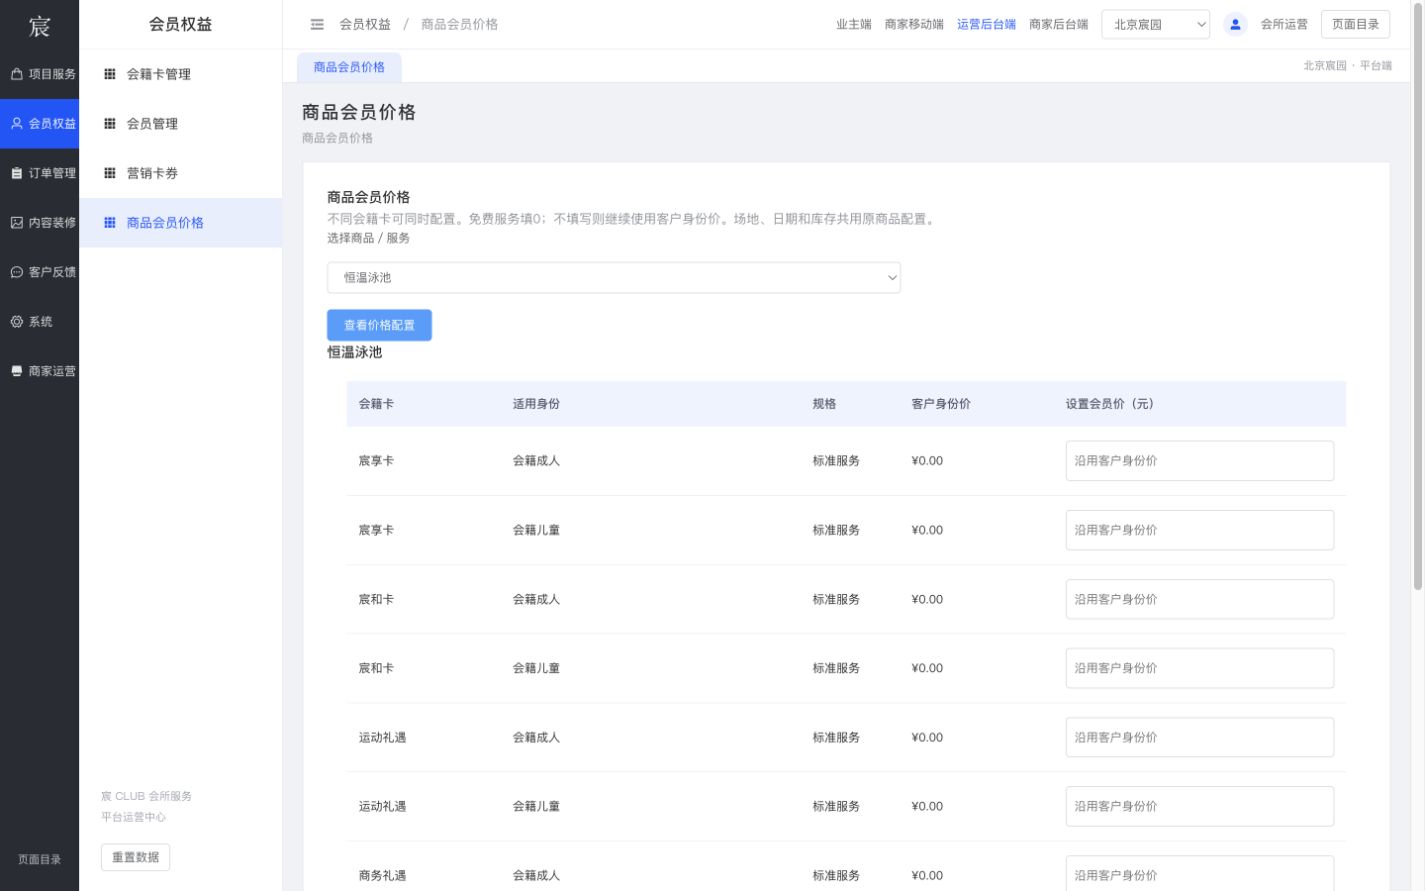 宸
项目服务
会员权益
订单管理
内容装修
客户反馈
系统
商家运营
页面目录
会员权益
会籍卡管理
会员管理
营销卡券
商品会员价格
宸 CLUB 会所服务
平台运营中心
重置数据
会员权益 / 商品会员价格
业主端 商家移动端 运营后台端 商家后台端 北京宸园 会所运营 页面目录
商品会员价格
北京宸园 · 平台端
商品会员价格
商品会员价格
商品会员价格
不同会籍卡可同时配置。免费服务填0；不填写则继续使用客户身份价。场地、日期和库存共用原商品配置。
选择商品 / 服务
恒温泳池
查看价格配置
恒温泳池
会籍卡 适用身份 规格 客户身份价 设置会员价（元）
宸享卡 会籍成人 标准服务 ¥0.00 沿用客户身份价
宸享卡 会籍儿童 标准服务 ¥0.00 沿用客户身份价
宸和卡 会籍成人 标准服务 ¥0.00 沿用客户身份价
宸和卡 会籍儿童 标准服务 ¥0.00 沿用客户身份价
运动礼遇 会籍成人 标准服务 ¥0.00 沿用客户身份价
运动礼遇 会籍儿童 标准服务 ¥0.00 沿用客户身份价
商务礼遇 会籍成人 标准服务 ¥0.00 沿用客户身份价